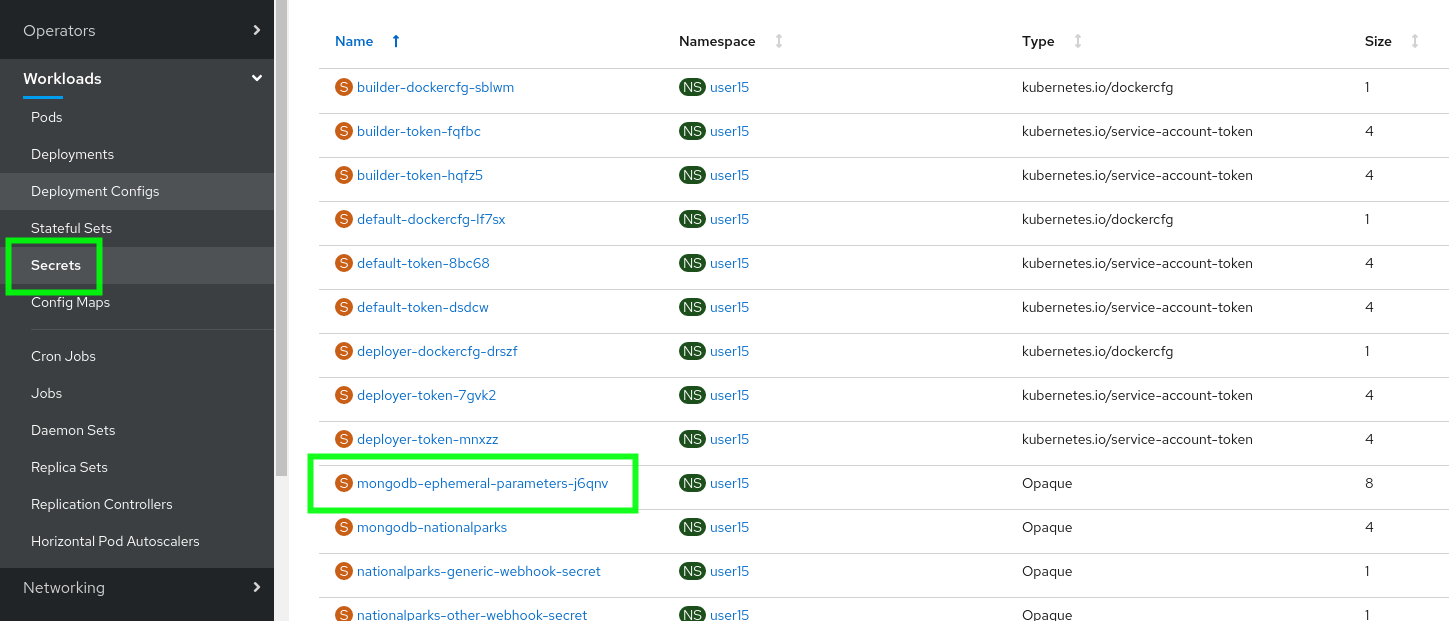 Operators
Workloads
Pods
Deployments
Deployment Configs
Stateful Sets
Secrets
Config Maps
Cron Jobs
Jobs
Daemon Sets
Replica Sets
Replication Controllers
Horizontal Pod Autoscalers
Networking
Name Namespace Type Size
S builder-dockercfg-sblwm NS user15 kubernetes.io/dockercfg 1
S builder-token-fqfbc NS user15 kubernetes.io/service-account-token 4
S builder-token-hqfz5 NS user15 kubernetes.io/service-account-token 4
S default-dockercfg-lf7sx NS user15 kubernetes.io/dockercfg 1
S default-token-8bc68 NS user15 kubernetes.io/service-account-token 4
S default-token-dsdcw NS user15 kubernetes.io/service-account-token 4
S deployer-dockercfg-drszf NS user15 kubernetes.io/dockercfg 1
S deployer-token-7gvk2 NS user15 kubernetes.io/service-account-token 4
S deployer-token-mnxzz NS user15 kubernetes.io/service-account-token 4
S mongodb-ephemeral-parameters-j6qnv NS user15 Opaque 8
S mongodb-nationalparks NS user15 Opaque 4
S nationalparks-generic-webhook-secret NS user15 Opaque 1
S nationalparks-other-webhook-secret NS user15 Opaque 1